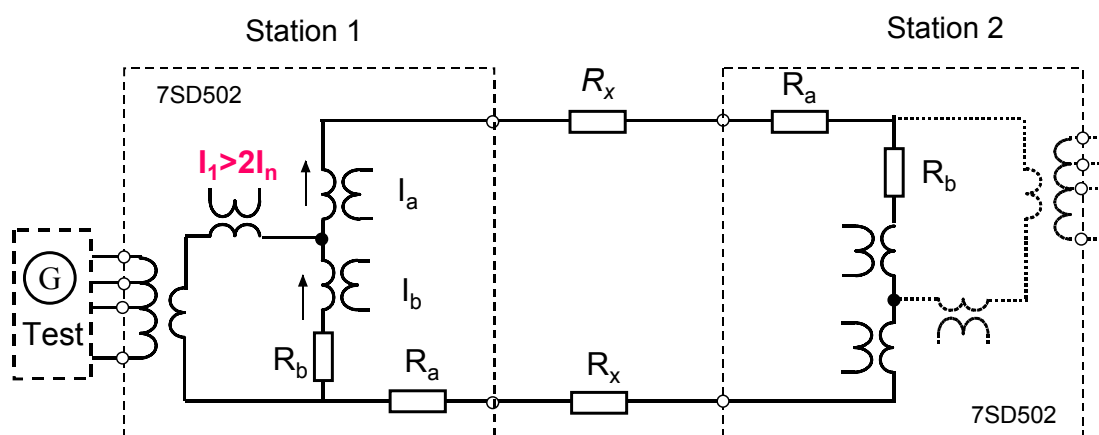 Station 1
Station 2
7SD502
Rx
Ra
I1>2In
Rb
Ia
G
Ib
Test
Rb
Ra
Rx
7SD502